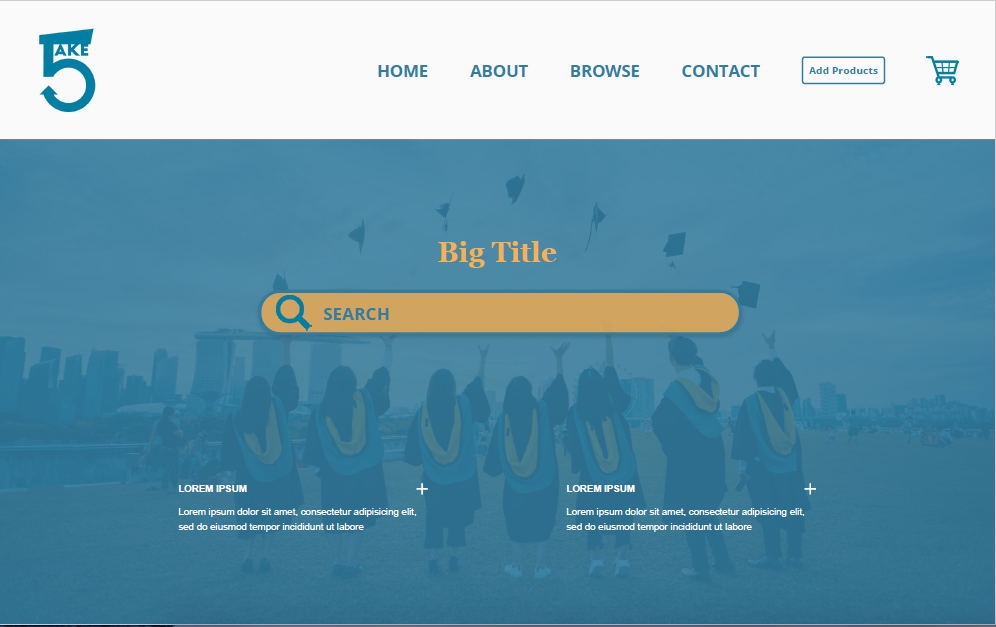 TAKE
5
HOME
ABOUT
BROWSE
CONTACT
Add Products
Big Title
SEARCH
LOREM IPSUM
Lorem ipsum dolor sit amet, consectetur adipisicing elit,
sed do eiusmod tempor incididunt ut labore
LOREM IPSUM
Lorem ipsum dolor sit amet, consectetur adipisicing elit,
sed do eiusmod tempor incididunt ut labore